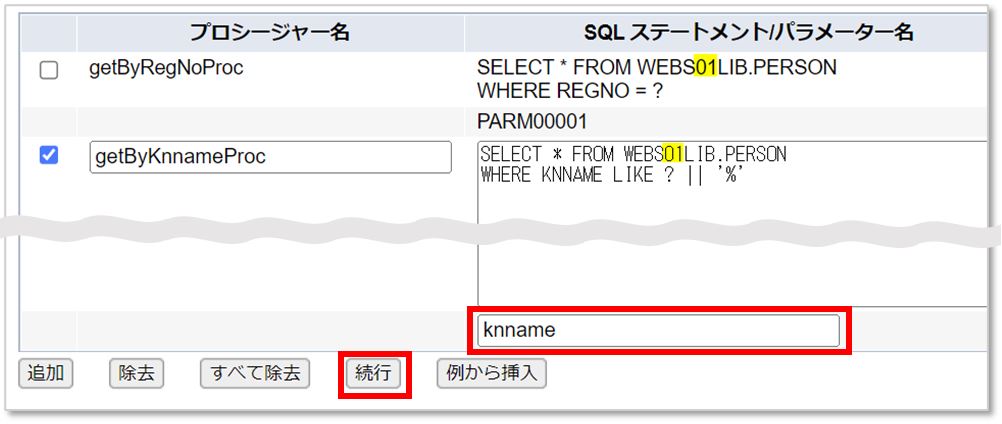 プロシージャー名
SQL ステートメント/パラメーター名
getByRegNoProc
SELECT * FROM WEBS01LIB.PERSON
WHERE REGNO = ?
PARM00001
getByKnnameProc
SELECT * FROM WEBS01LIB.PERSON
WHERE KNNAME LIKE ? || '%'
knname
追加
除去
すべて除去
続行
例から挿入